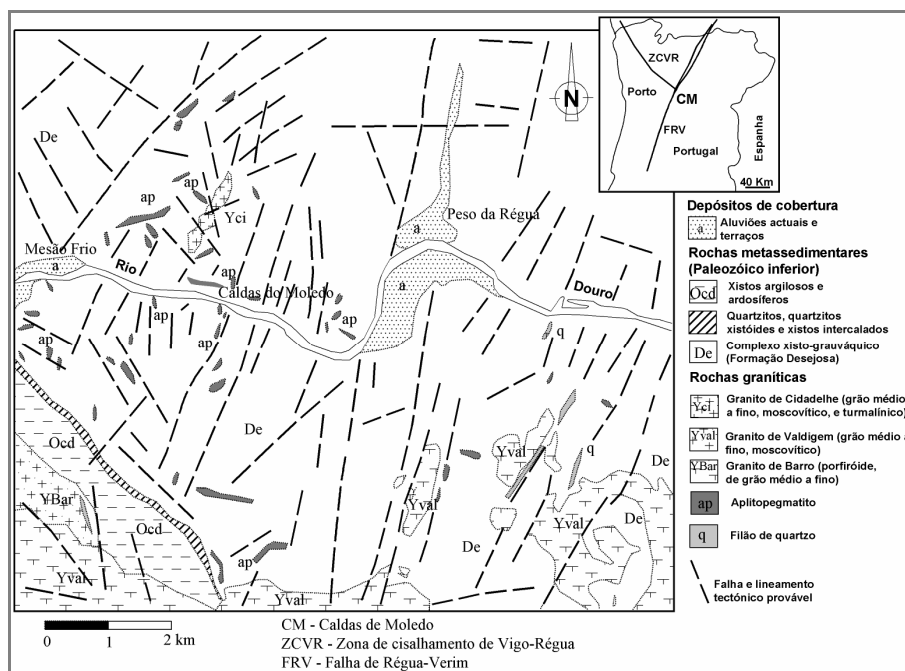 ZCVR
Porto
CM
FRV
Portugal
Espanha
40 Km
N
De
ap
ap
ap
Yci
Mesão Frio
a
Rio
ap
Caldas do Moledo
a
Peso da Régua
a
Douro
ap
ap
ap
ap
q
De
Ocd
YBar
Ocd
Yval
ap
Yval
Yval
De
Yval
q
De
Yval
De
Depósitos de cobertura
a
Aluviões actuais e
terraços
Rochas metassedimentares
(Paleozóico inferior)
Ocd
Xistos argilosos e
ardosíferos
Quartzitos, quartzitos
xistóides e xistos intercalados
De
Complexo xisto-grauváquico
(Formação Desejosa)
Rochas graníticas
Yci
Granito de Cidadelhe (grão médio
a fino, moscovítico, e turmalínico)
Yval
Granito de Valdigem (grão médio a
fino, moscovítico)
YBar
Granito de Barro (porfiróide,
de grão médio a fino)
ap
Aplitopegmatito
q
Filão de quartzo
Falha e lineamento
tectónico provável
0 1 2 km
CM - Caldas de Moledo
ZCVR - Zona de cisalhamento de Vigo-Régua
FRV - Falha de Régua-Verim